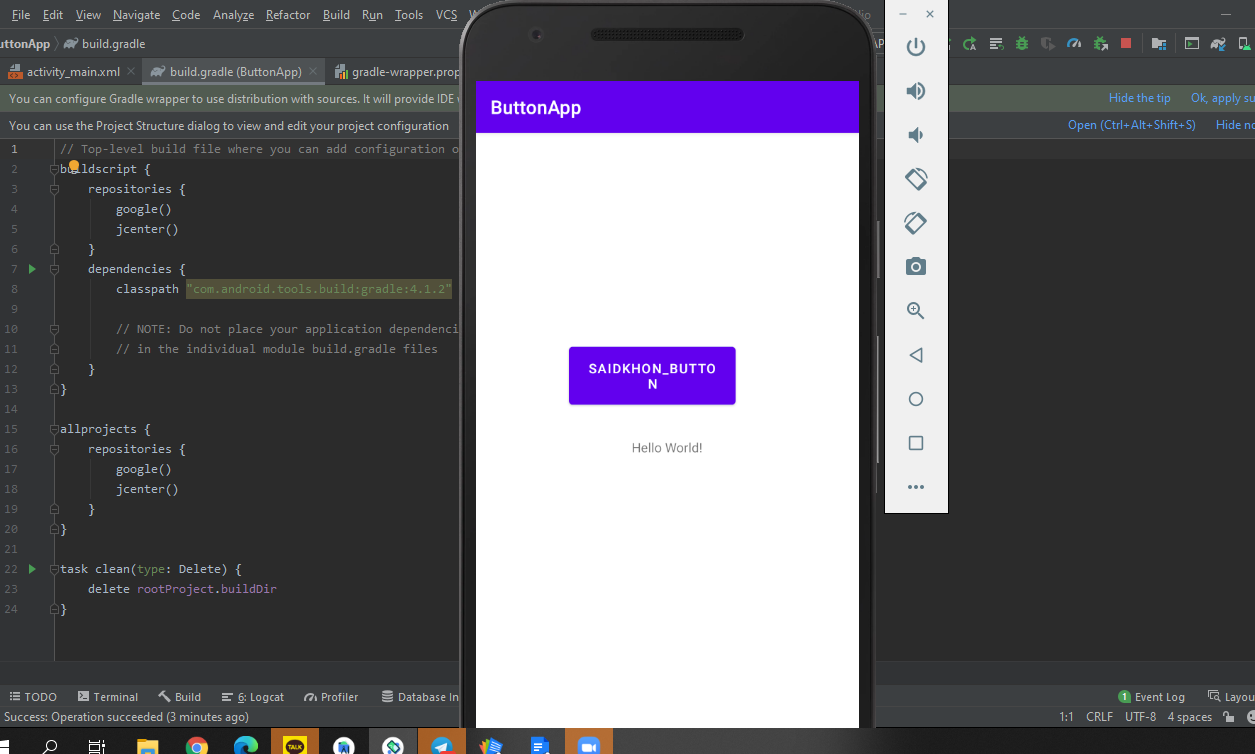 File Edit View Navigate Code Analyze Refactor Build Run Tools VCS
uttonApp build.gradle
activity_main.xml build.gradle (ButtonApp) gradle-wrapper.prop
You can configure Gradle wrapper to use distribution with sources. It will provide IDE Hide the tip Ok, apply su
You can use the Project Structure dialog to view and edit your project configuration Open (Ctrl+Alt+Shift+S) Hide no
1 // Top-level build file where you can add configuration o
2 buildscript {
3 repositories {
4 google()
5 jcenter()
6 }
7 dependencies {
8 classpath "com.android.tools.build:gradle:4.1.2"
9
10 // NOTE: Do not place your application dependenci
11 // in the individual module build.gradle files
12 }
13 }
14
15 allprojects {
16 repositories {
17 google()
18 jcenter()
19 }
20 }
21
22 task clean(type: Delete) {
23 delete rootProject.buildDir
24 }
ButtonApp
SAIDKHON_BUTTO
N
Hello World!
TODO Terminal Build 6: Logcat Profiler Database In 1 Event Log Layou
Success: Operation succeeded (3 minutes ago) 1:1 CRLF UTF-8 4 spaces
TALK